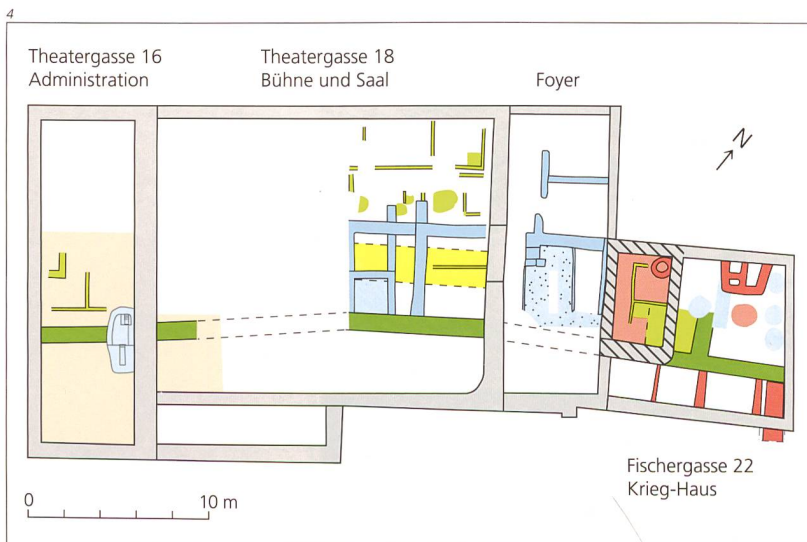 4
Theatergasse 16
Administration
Theatergasse 18
Bühne und Saal
Foyer
N
Fischergasse 22
Krieg-Haus
0 10 m